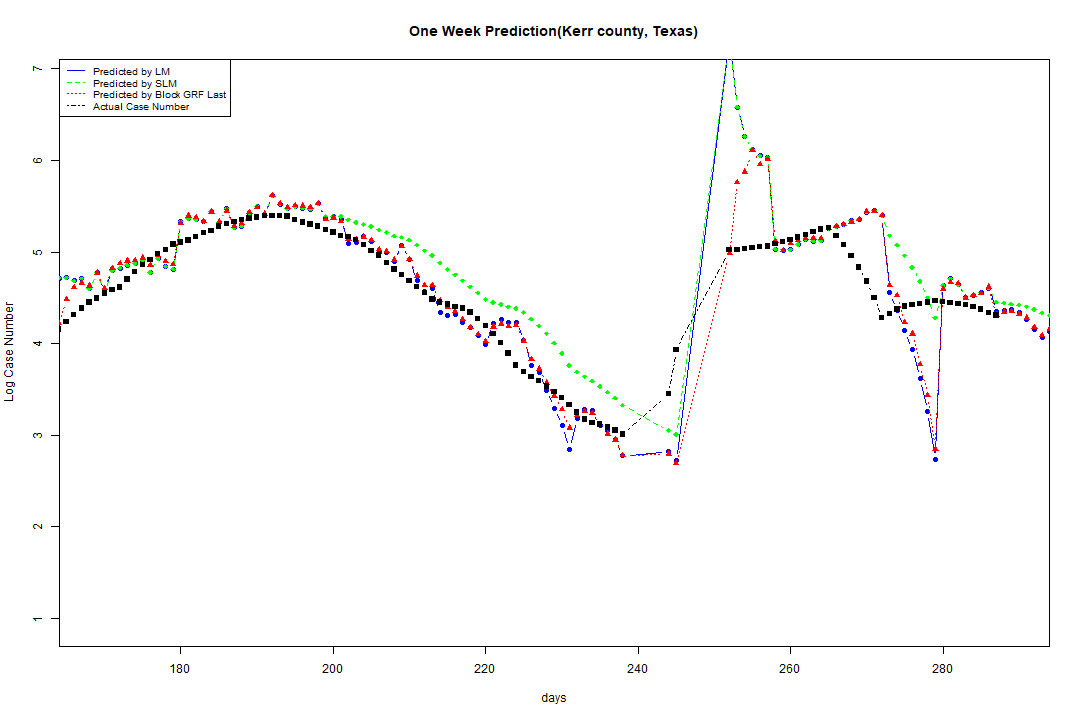 One Week Prediction(Kerr county, Texas)
Predicted by LM
Predicted by SLM
Predicted by Block GRF Last
Actual Case Number
7
6
5
4
3
2
1
Log Case Number
180 200 220 240 260 280
days